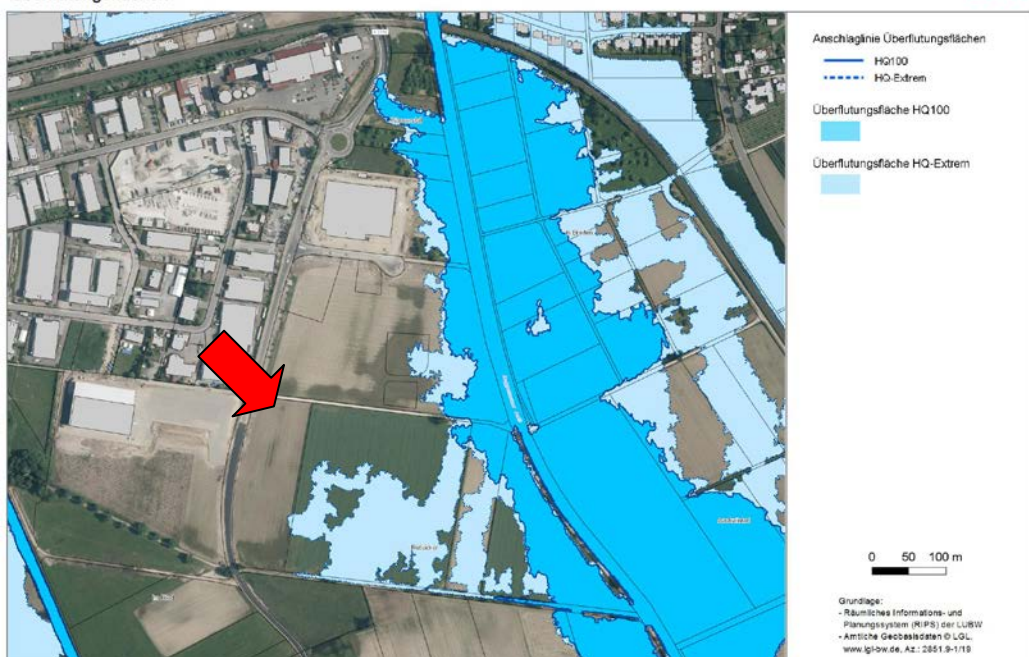 Anschlaglinie Überflutungsflächen
HQ100
HQ-Extrem
Überflutungsfläche HQ100
Überflutungsfläche HQ-Extrem
0 50 100 m
Grundlage:
- Räumliches Informations- und
Planungssystem (RIPS) der LUBW
- Amtliche Geobasisdaten © LGL,
www.lgl-bw.de, Az.: 2851.9-1/19